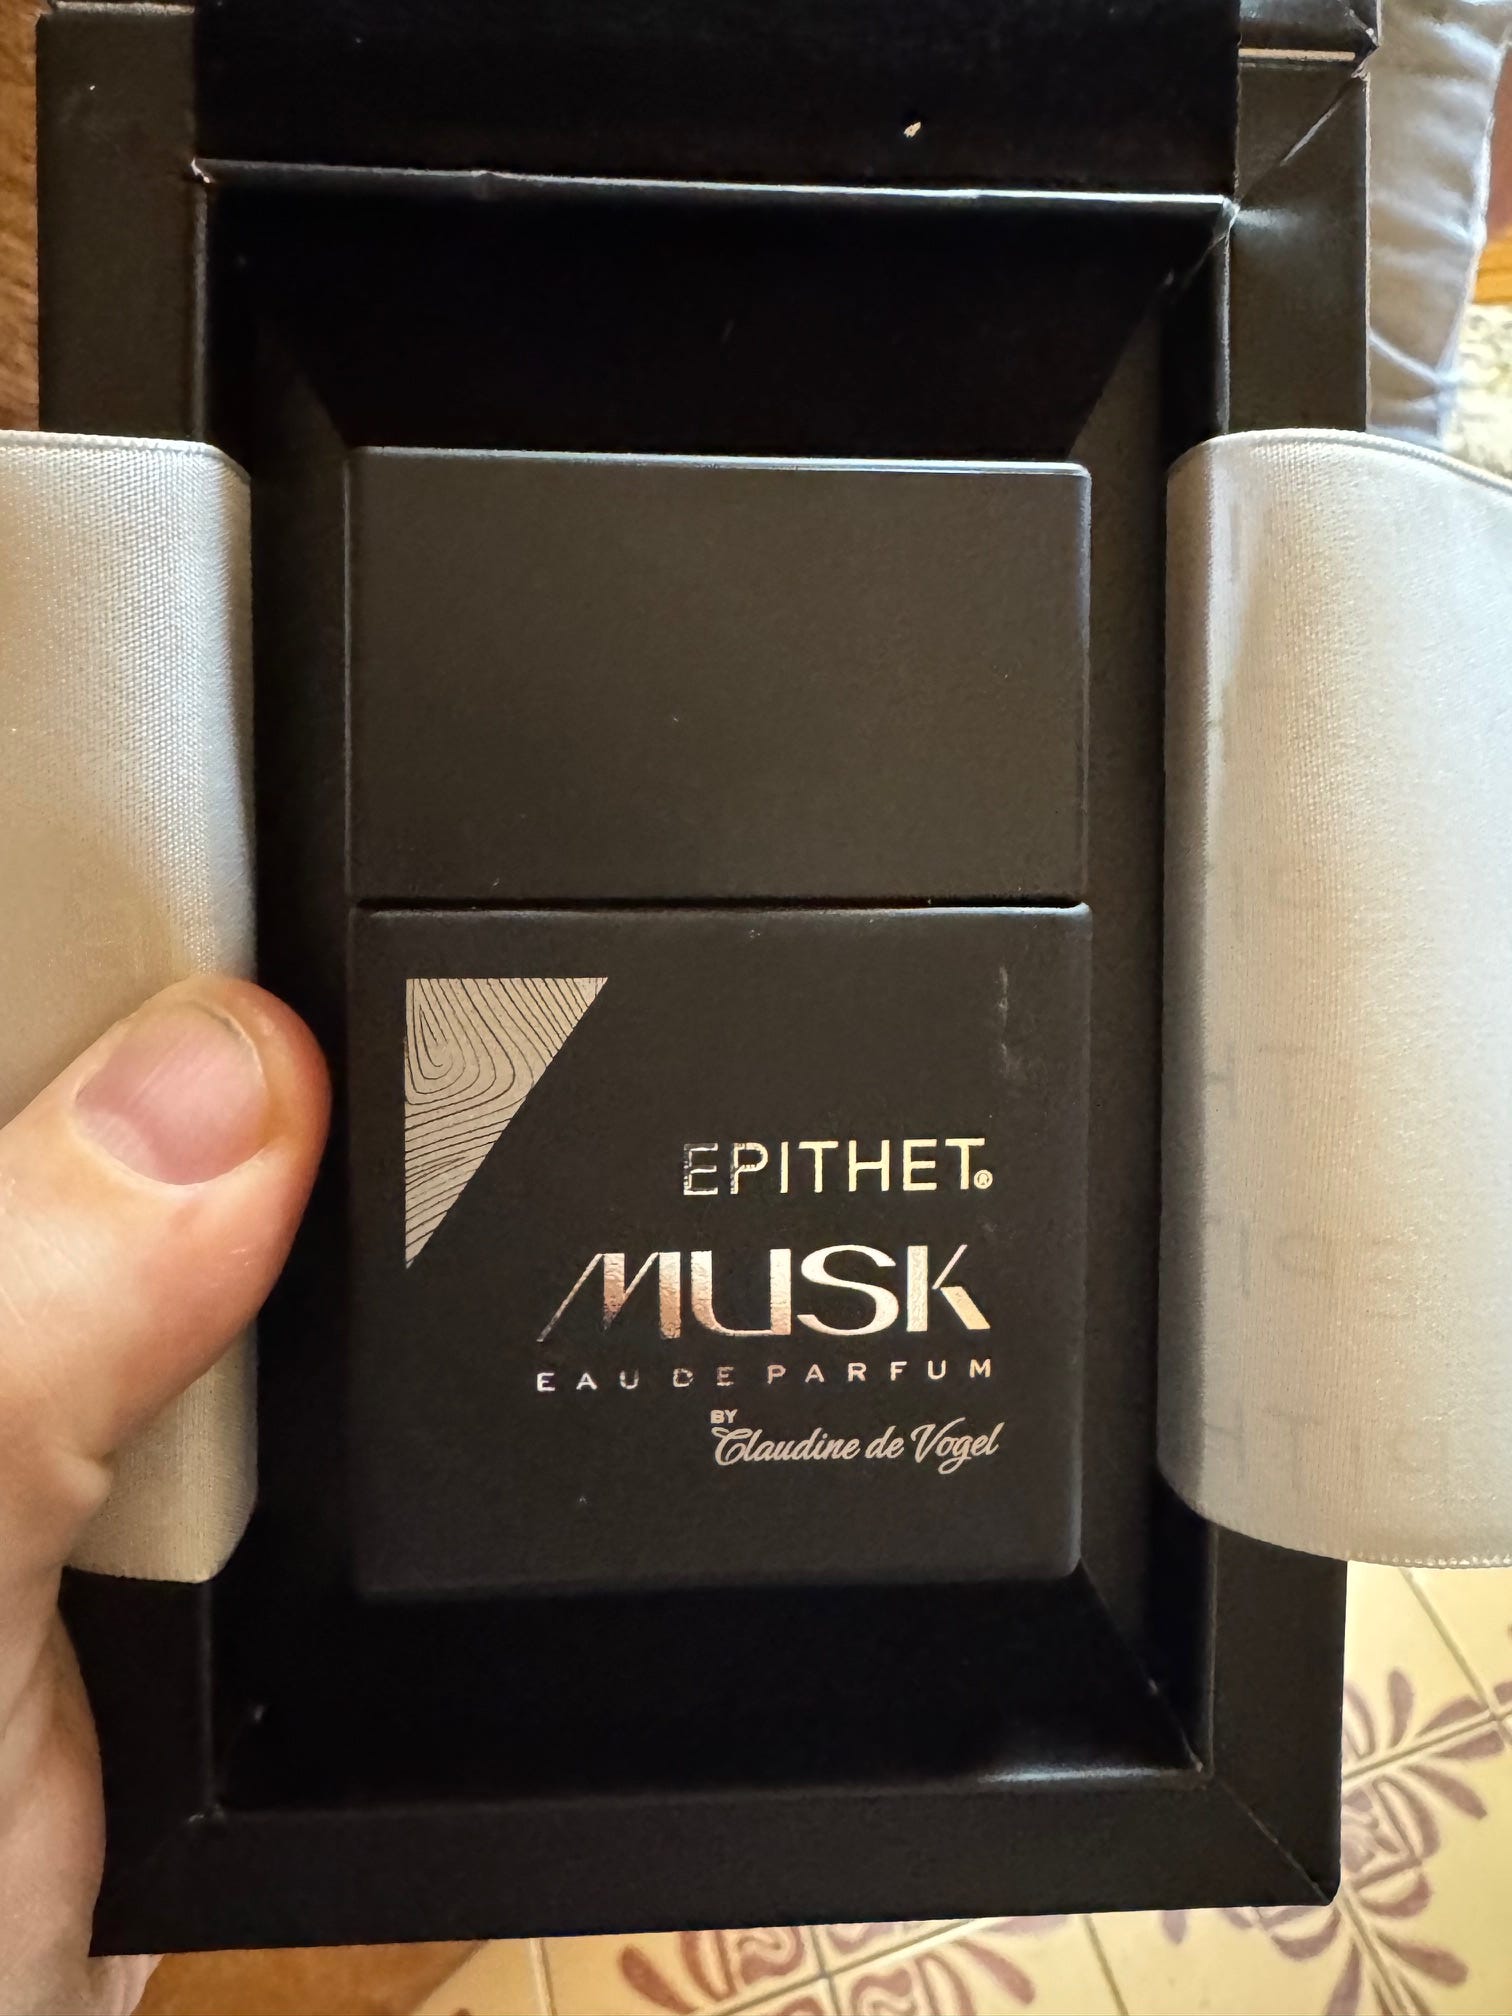 EPITHET®
MUSK
EAU DE PARFUM
BY
Claudine de Vogel